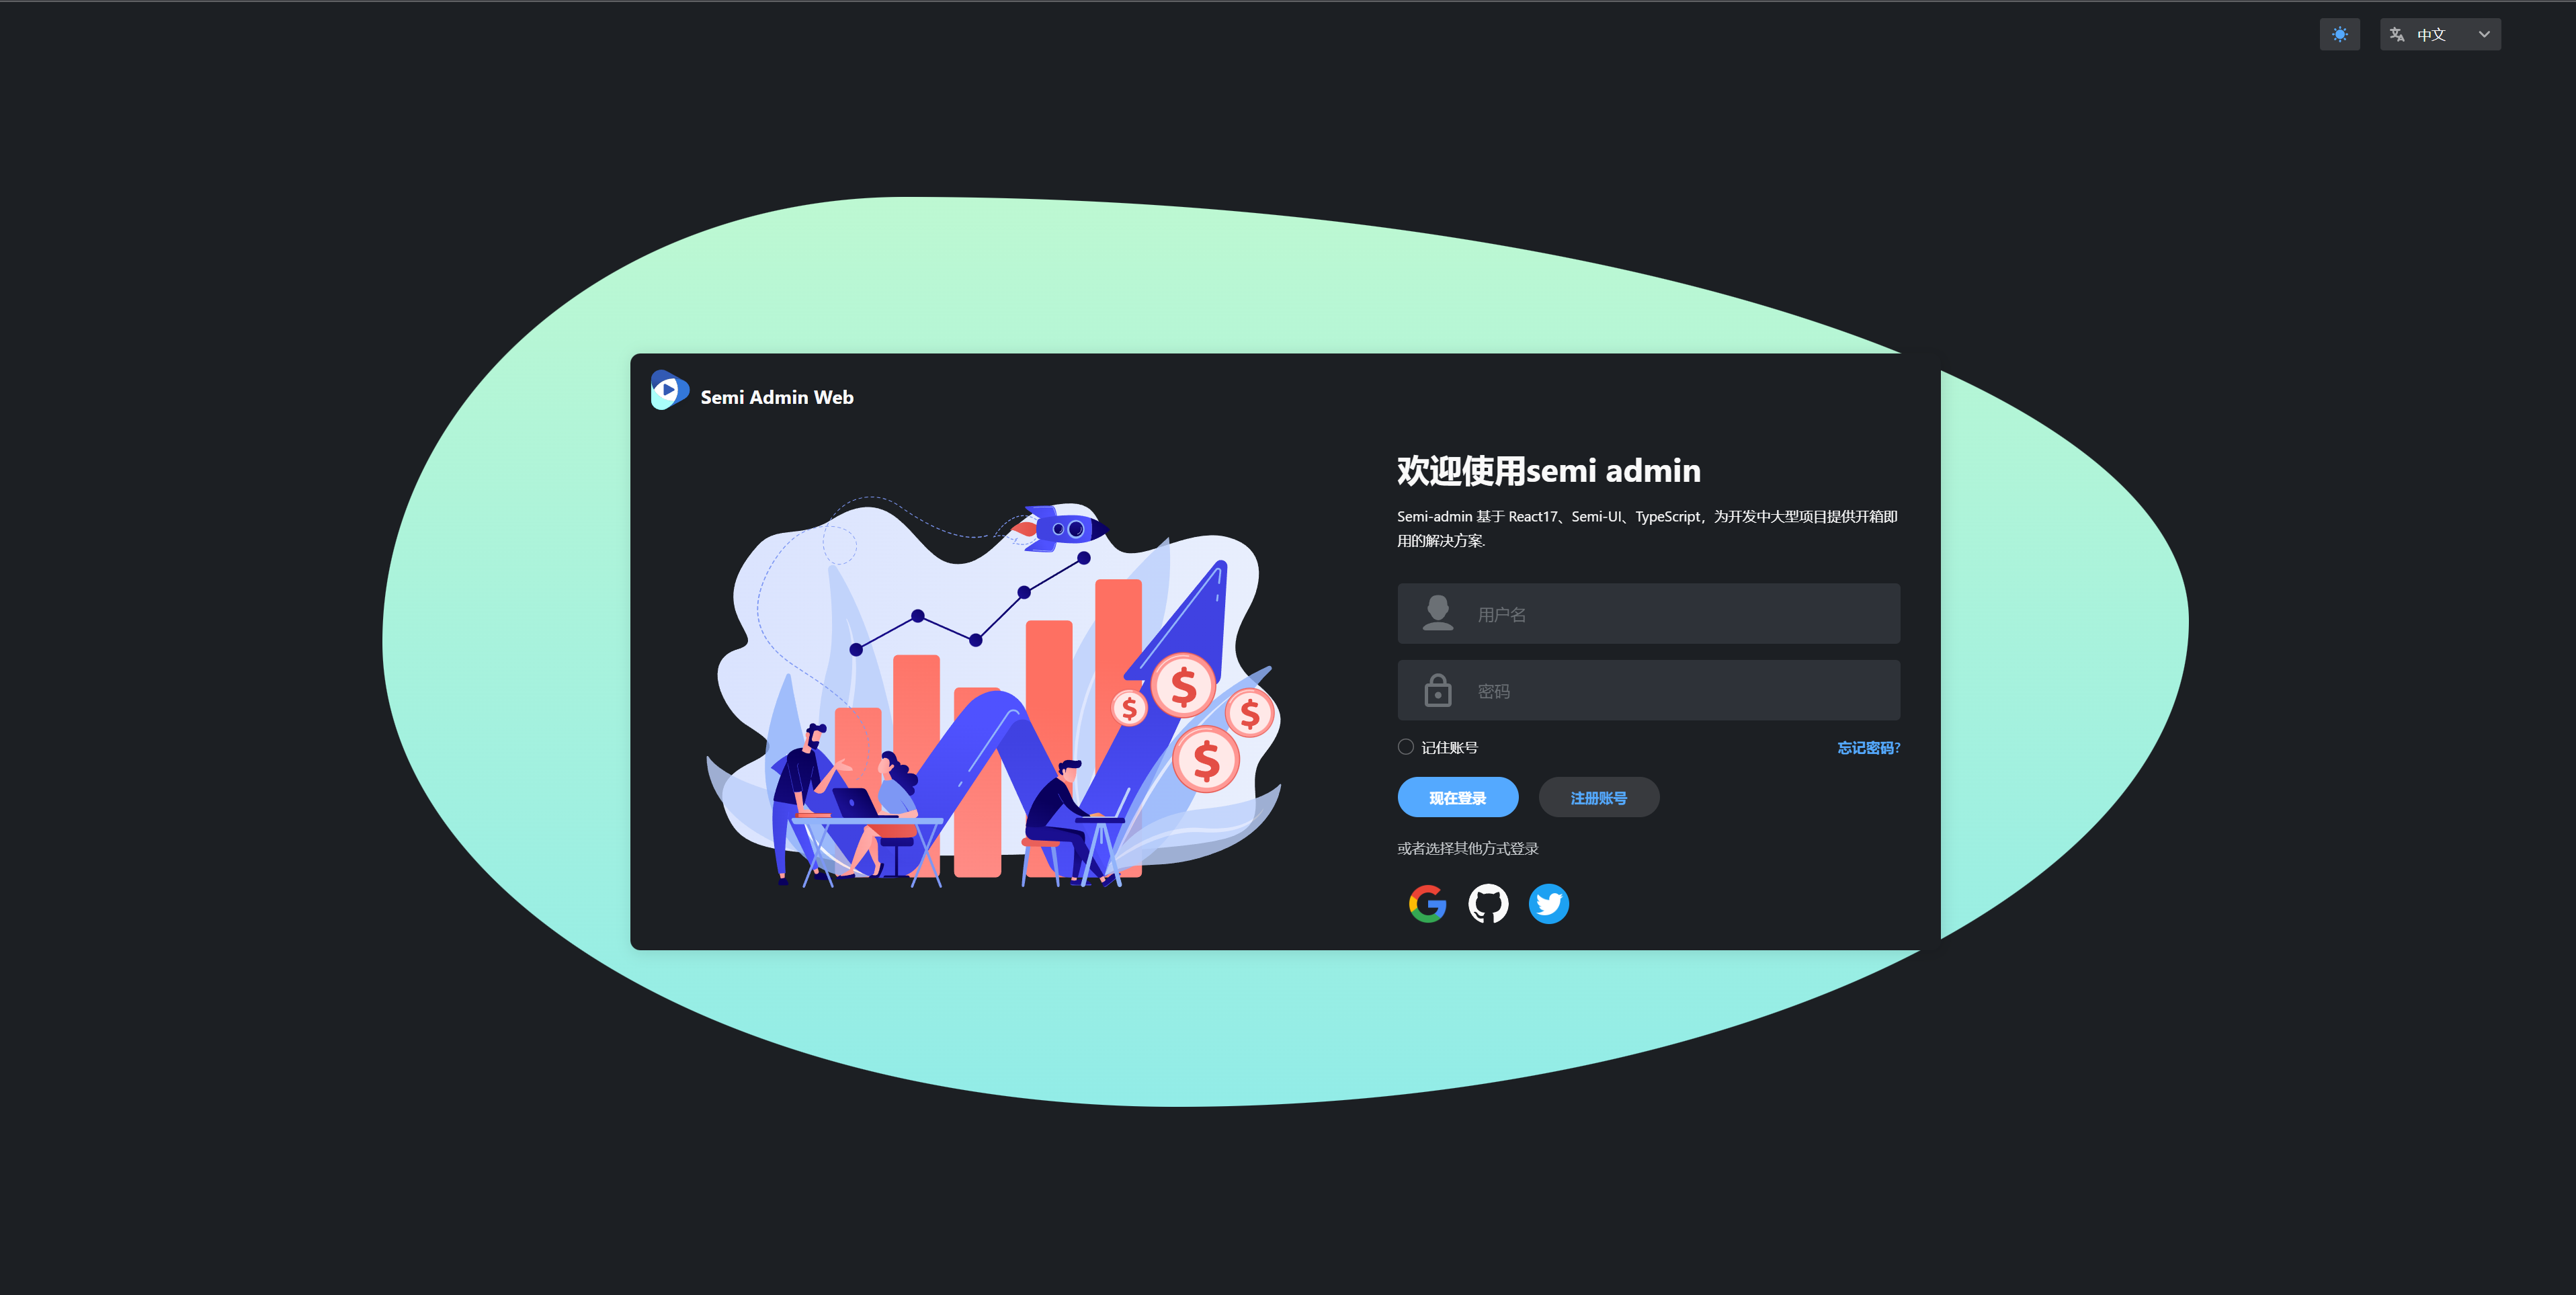 中文
Semi Admin Web
欢迎使用semi admin
Semi-admin 基于 React17、Semi-UI、TypeScript，为开发中大型项目提供开箱即
用的解决方案.
用户名
密码
记住账号
忘记密码?
现在登录
注册账号
或者选择其他方式登录
$
$
$
$